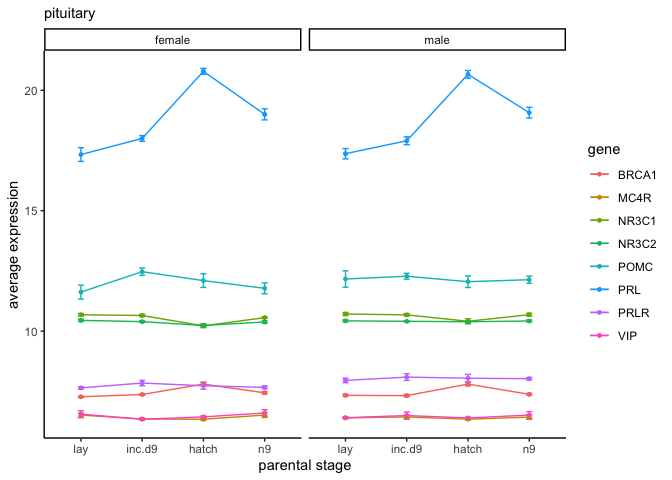 pituitary
female
male
20
15
10
average expression
lay
inc.d9
hatch
n9
lay
inc.d9
hatch
n9
parental stage
gene
BRCA1
MC4R
NR3C1
NR3C2
POMC
PRL
PRLR
VIP